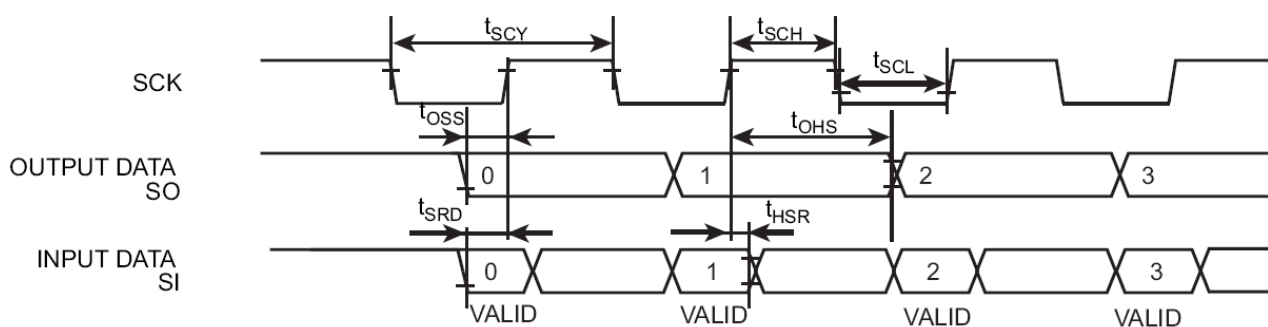 tSCY
tSCH
SCK
tSCL
tOSS
tOHS
OUTPUT DATA
SO
0
1
2
3
tSRD
tHSR
INPUT DATA
SI
0
1
2
3
VALID
VALID
VALID
VALID